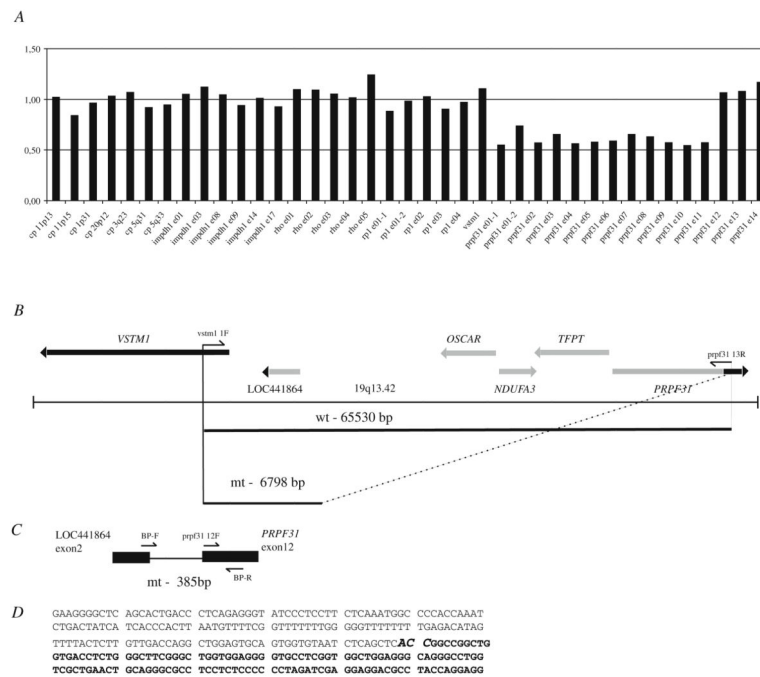 A
1,50
1,00
0,50
0,00
cp 11p13
cp 11p15
cp 1p31
cp 20p12
cp 3q23
cp 5q31
cp 5q33
impdh1 e01
impdh1 e03
impdh1 e08
impdh1 e09
impdh1 e14
impdh1 e17
rho e01
rho e02
rho e03
rho e04
rho e05
rp1 e01-1
rp1 e01-2
rp1 e02
rp1 e03
rp1 e04
vstm1
prpf31 e01-1
prpf31 e01-2
prpf31 e02
prpf31 e03
prpf31 e04
prpf31 e05
prpf31 e06
prpf31 e07
prpf31 e08
prpf31 e09
prpf31 e10
prpf31 e11
prpf31 e12
prpf31 e13
prpf31 e14
B
VSTM1
vstm1 1F
OSCAR
TFPT
prpf31 13R
LOC441864
19q13.42
NDUFA3
PRPF31
wt - 65530 bp
mt - 6798 bp
C
LOC441864
exon2
BP-F
prpf31 12F
PRPF31
exon12
BP-R
mt - 385bp
D
GAAGGGGCTC AGCACTGACC CTCAGAGGGT ATCCCTCCTT CTCAAATGGC CCCACCAAAT
CTGACTATCA TCACCCACTT AATGTTTTCG GTTTTTTTGG GGGTTTTTTT TGAGACATAG
TTTTACTCTT GTTGACCAGG CTGGAGTGCA GTGGTGTAAT CTCAGCTCAC CGGCCGGCTG
GTGACCTCTG GGCTTCGGGC TGGTGGAGGG GTGCCTCGGT GGCTGGAGGG CAGGGCCTGG
TCGCTGAACT GCAGGGCGCC TCCTCTCCCC CCTAGATCGA GGAGGACGCC TACCAGGAGG